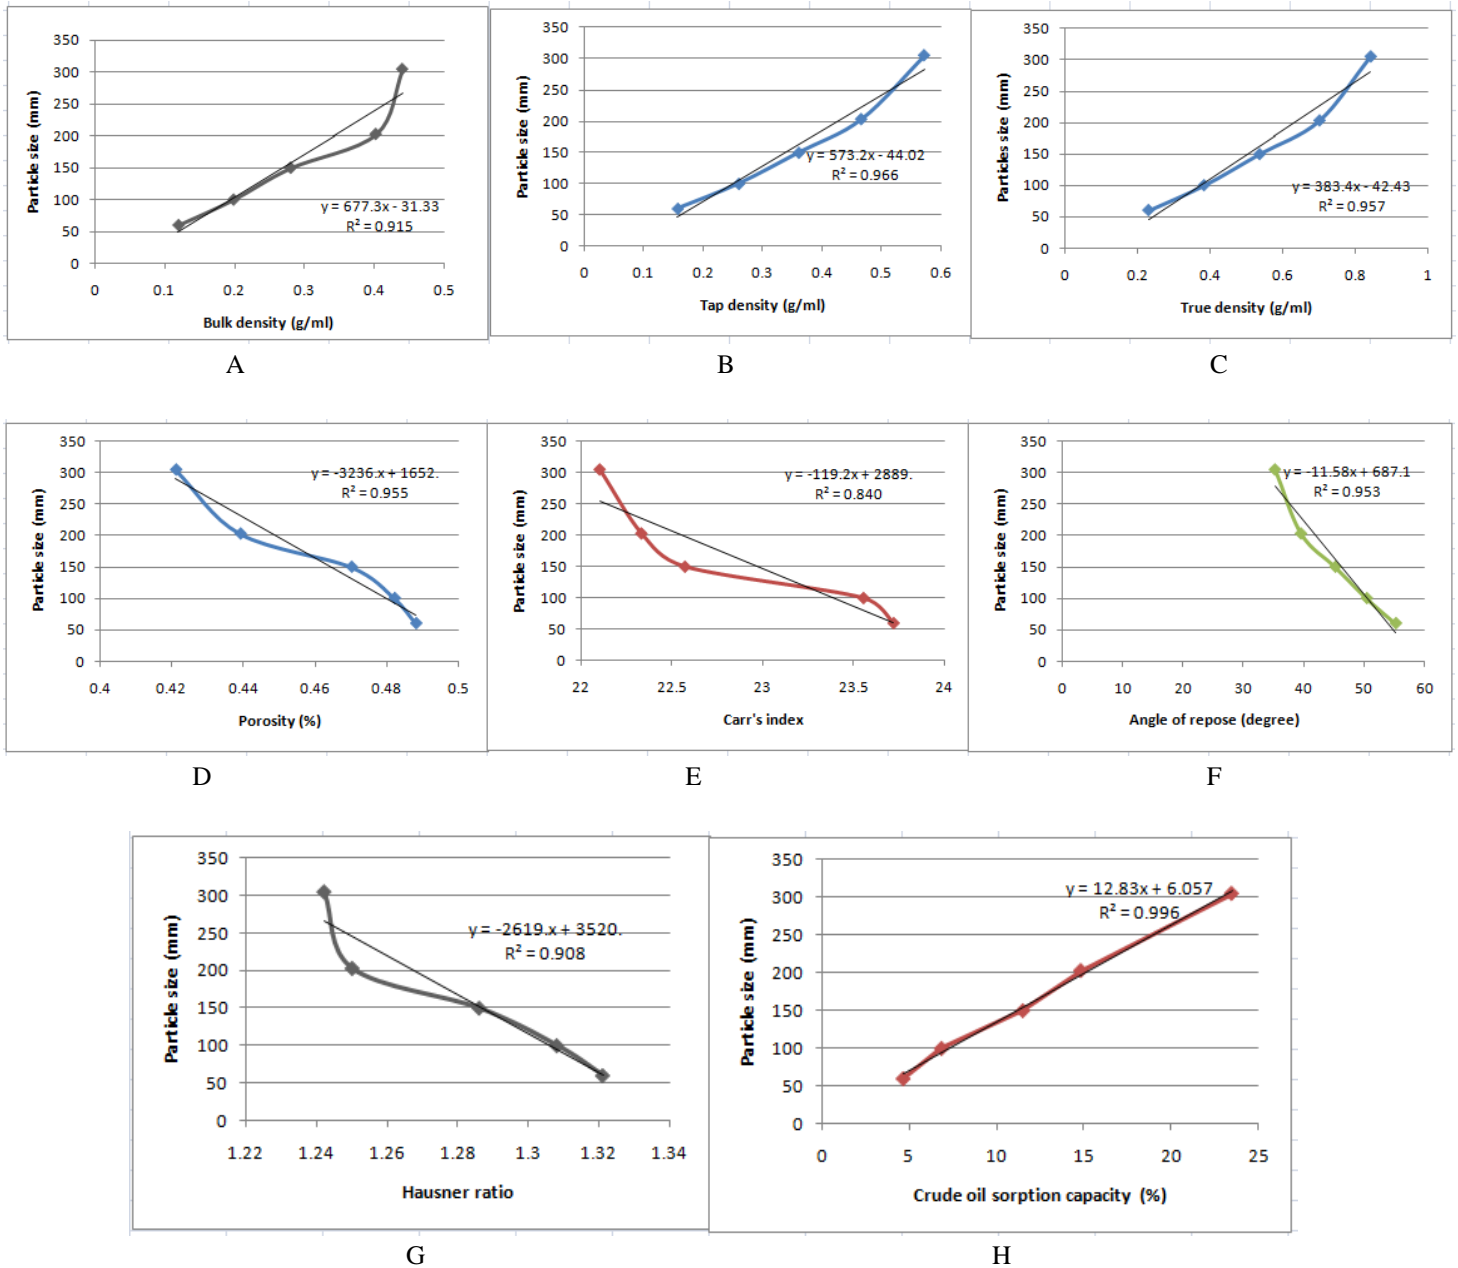 350
300
250
200
150
100
50
0
Particle size (mm)
y = 677.3x - 31.33
R² = 0.915
0 0.1 0.2 0.3 0.4 0.5
Bulk density (g/ml)
A
350
300
250
200
150
100
50
0
Particle size (mm)
y = 573.2x - 44.02
R² = 0.966
0 0.1 0.2 0.3 0.4 0.5 0.6
Tap density (g/ml)
B
350
300
250
200
150
100
50
0
Particles size (mm)
y = 383.4x - 42.43
R² = 0.957
0 0.2 0.4 0.6 0.8 1
True density (g/ml)
C
350
300
250
200
150
100
50
0
Particle size (mm)
y = -3236.x + 1652.
R² = 0.955
0.4 0.42 0.44 0.46 0.48 0.5
Porosity (%)
D
350
300
250
200
150
100
50
0
Particle size (mm)
y = -119.2x + 2889.
R² = 0.840
22 22.5 23 23.5 24
Carr's index
E
350
300
250
200
150
100
50
0
Particle size (mm)
y = -11.58x + 687.1
R² = 0.953
0 10 20 30 40 50 60
Angle of repose (degree)
F
350
300
250
200
150
100
50
0
Particle size (mm)
y = -2619.x + 3520.
R² = 0.908
1.22 1.24 1.26 1.28 1.3 1.32 1.34
Hausner ratio
G
350
300
250
200
150
100
50
0
Particle size (mm)
y = 12.83x + 6.057
R² = 0.996
0 5 10 15 20 25
Crude oil sorption capacity (%)
H